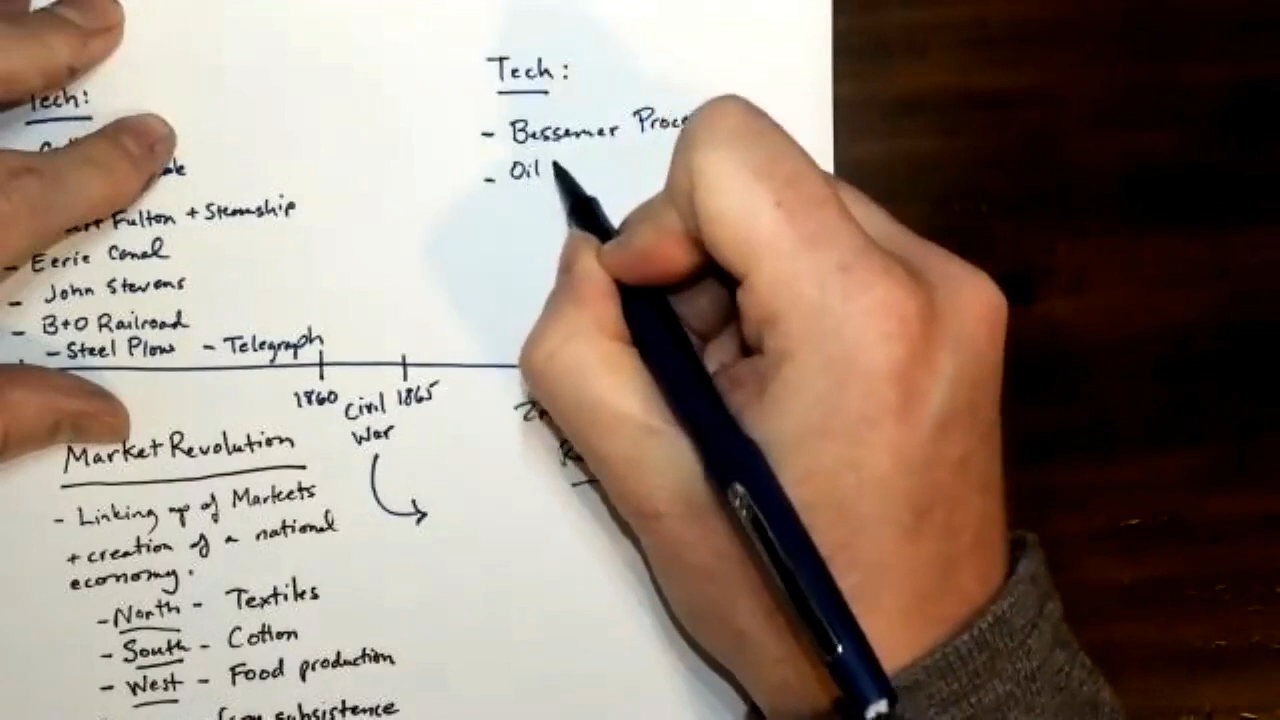 Tech:
- Bessemer
- Oil
Tech:
Fulton + Steamship
- Eerie Canal
- John Stevens
- B+O Railroad
- Steel Plow - Telegraph
1860
1865
Civil
War
Market Revolution
- Linking up of Markets
+ creation of a national
economy.
- North - Textiles
- South - Cotton
- West - Food production
subsistence